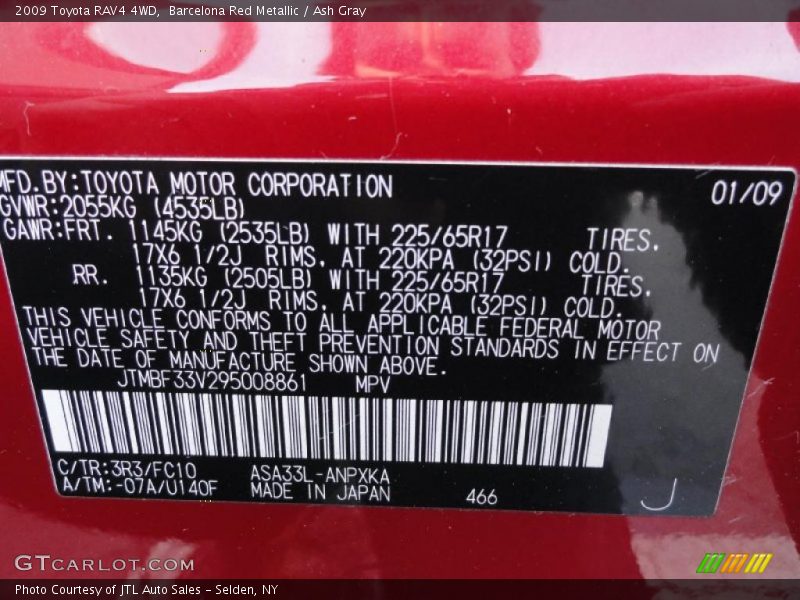 2009 Toyota RAV4 4WD, Barcelona Red Metallic / Ash Gray
MFD.BY:TOYOTA MOTOR CORPORATION 01/09
GVWR:2055KG (4535LB)
GAWR:FRT. 1145KG (2535LB) WITH 225/65R17 TIRES.
17X6 1/2J RIMS. AT 220KPA (32PSI) COLD.
RR. 1135KG (2505LB) WITH 225/65R17 TIRES.
17X6 1/2J RIMS. AT 220KPA (32PSI) COLD.
THIS VEHICLE CONFORMS TO ALL APPLICABLE FEDERAL MOTOR
VEHICLE SAFETY AND THEFT PREVENTION STANDARDS IN EFFECT ON
THE DATE OF MANUFACTURE SHOWN ABOVE.
JTMBF33V295008861 MPV
C/TR:3R3/FC10 ASA33L-ANPXKA
A/TM:-07A/U140F MADE IN JAPAN 466 J
GTCARLOT.COM
Photo Courtesy of JTL Auto Sales - Selden, NY